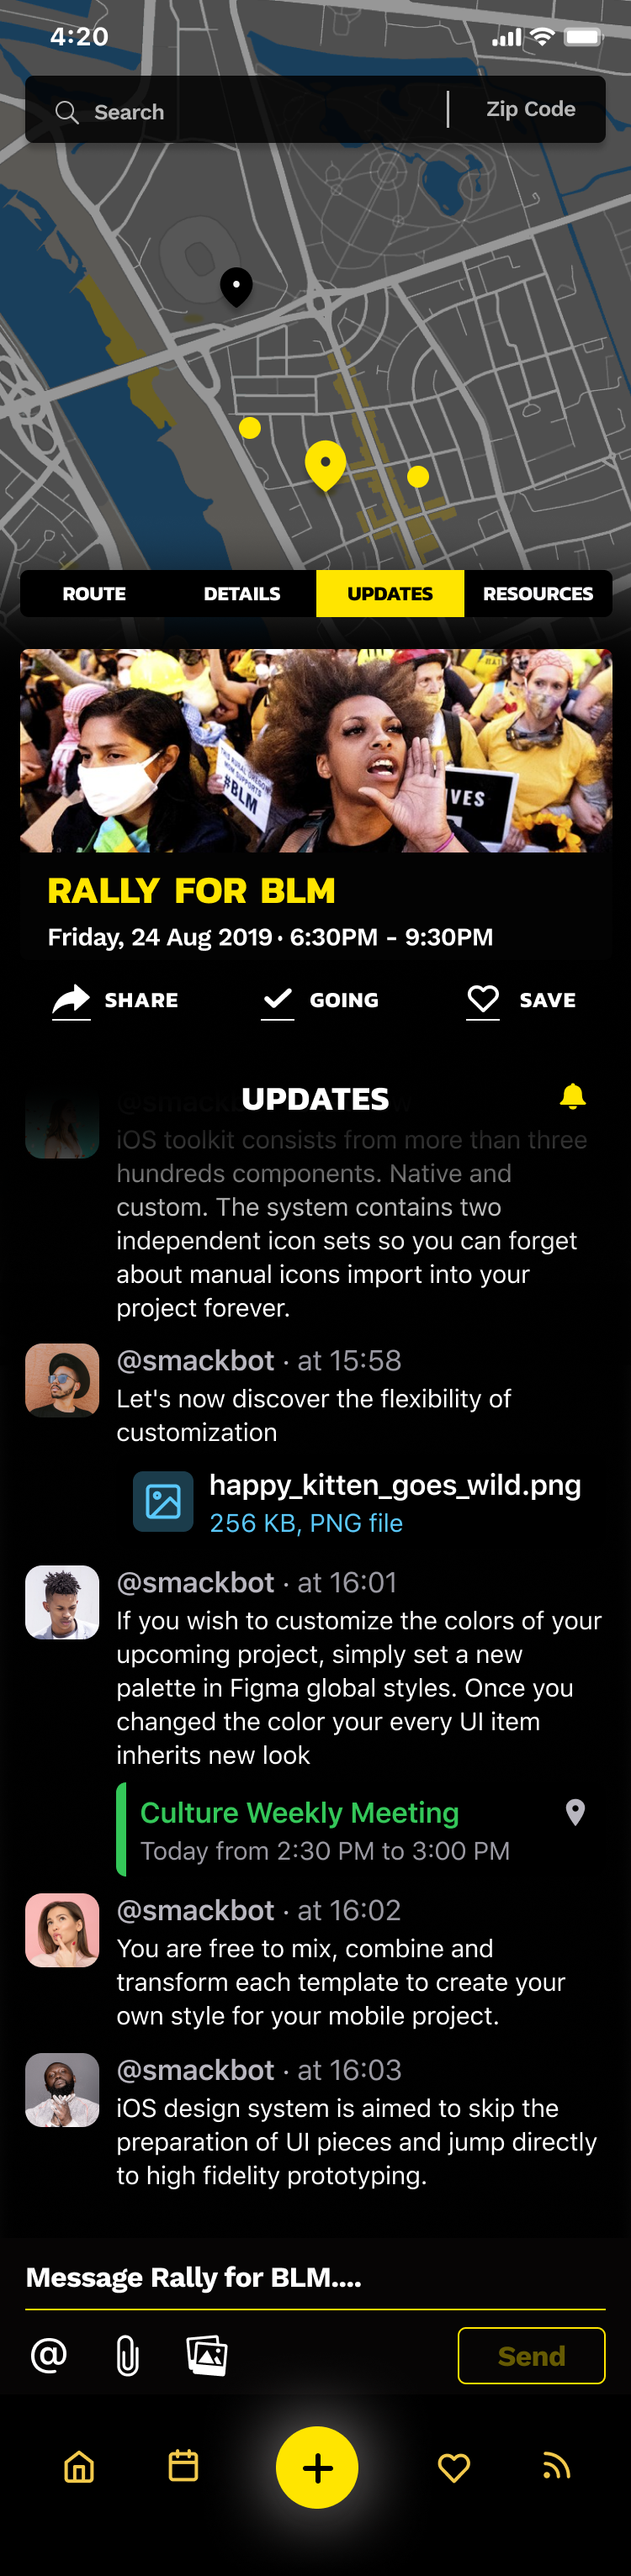 4:20
Search
Zip Code
ROUTE
DETAILS
UPDATES
RESOURCES
#BLM
RALLY FOR BLM
Friday, 24 Aug 2019 · 6:30PM - 9:30PM
SHARE
GOING
SAVE
UPDATES
iOS toolkit consists from more than three
hundreds components. Native and
custom. The system contains two
independent icon sets so you can forget
about manual icons import into your
project forever.
@smackbot · at 15:58
Let's now discover the flexibility of
customization
happy_kitten_goes_wild.png
256 KB, PNG file
@smackbot · at 16:01
If you wish to customize the colors of your
upcoming project, simply set a new
palette in Figma global styles. Once you
changed the color your every UI item
inherits new look
Culture Weekly Meeting
Today from 2:30 PM to 3:00 PM
@smackbot · at 16:02
You are free to mix, combine and
transform each template to create your
own style for your mobile project.
@smackbot · at 16:03
iOS design system is aimed to skip the
preparation of UI pieces and jump directly
to high fidelity prototyping.
Message Rally for BLM....
@
Send